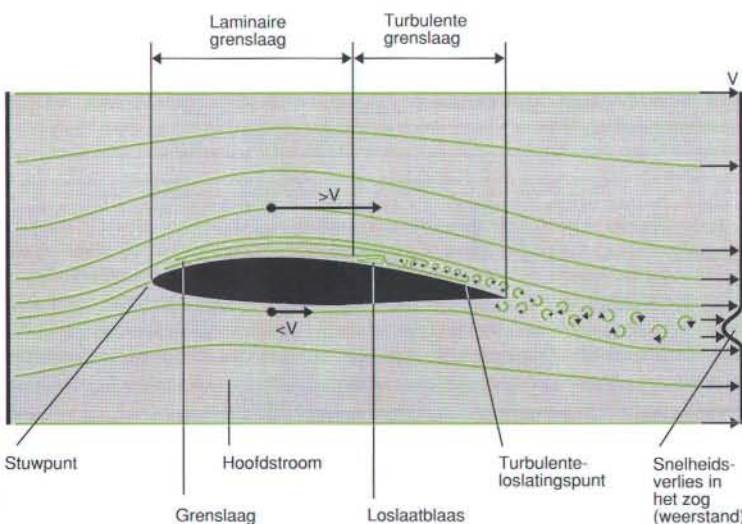 Laminaire
grenslaag
Turbulente
grenslaag
V
>V
<V
Stuwpunt
Hoofdstroom
Turbulente-
loslatingspunt
Snelheids-
verlies in
het zog
(weerstand)
Grenslaag
Loslaatblaas